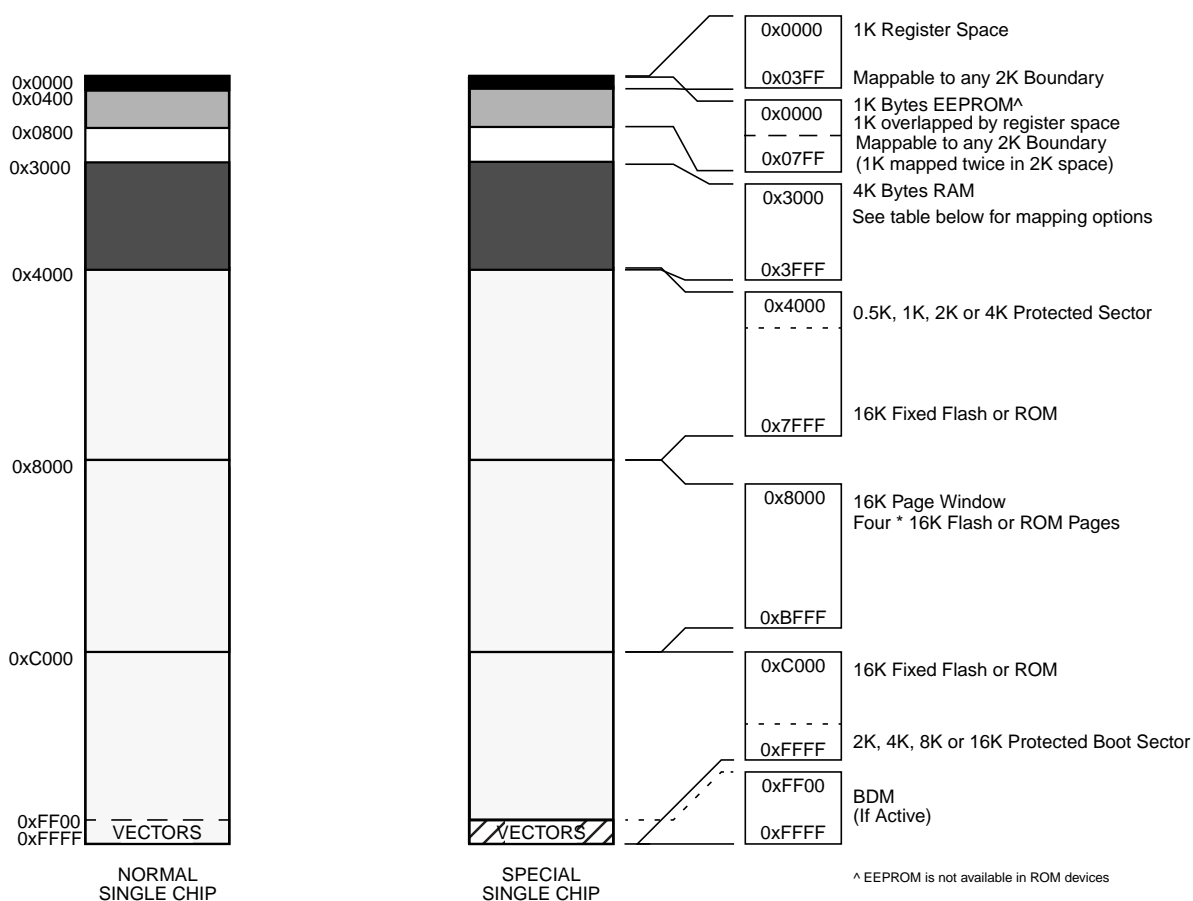 0x0000
0x0400
0x0800
0x3000
0x4000
0x8000
0xC000
0xFF00
0xFFFF
VECTORS
NORMAL
SINGLE CHIP
VECTORS
SPECIAL
SINGLE CHIP
0x0000
1K Register Space
0x03FF
Mappable to any 2K Boundary
0x0000
1K Bytes EEPROM^
1K overlapped by register space
Mappable to any 2K Boundary
0x07FF
(1K mapped twice in 2K space)
0x3000
4K Bytes RAM
See table below for mapping options
0x3FFF
0x4000
0.5K, 1K, 2K or 4K Protected Sector
0x7FFF
16K Fixed Flash or ROM
0x8000
16K Page Window
Four * 16K Flash or ROM Pages
0xBFFF
0xC000
16K Fixed Flash or ROM
0xFFFF
2K, 4K, 8K or 16K Protected Boot Sector
0xFF00
BDM
(If Active)
0xFFFF
^ EEPROM is not available in ROM devices